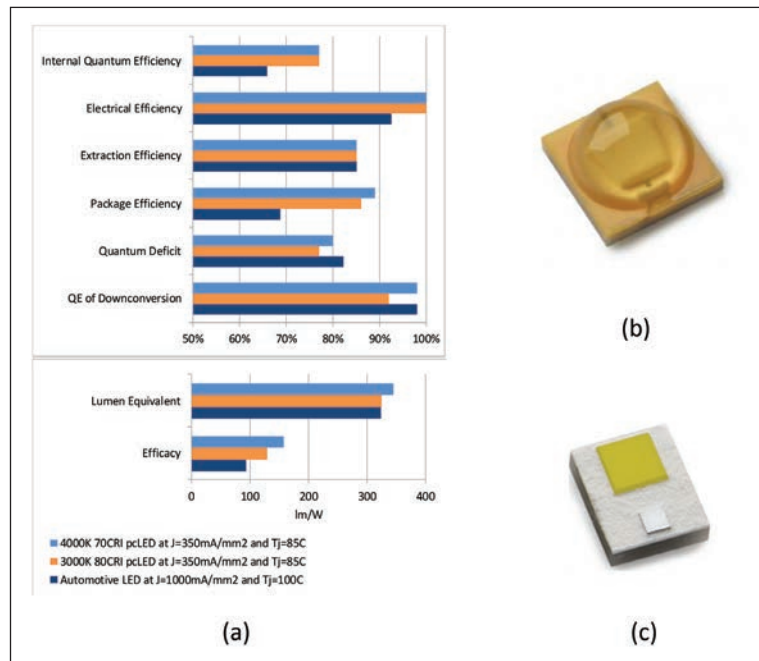 Internal Quantum Efficiency
Electrical Efficiency
Extraction Efficiency
Package Efficiency
Quantum Deficit
QE of Downconversion
50% 60% 70% 80% 90% 100%
Lumen Equivalent
Efficacy
0 100 200 300 400
lm/W
4000K 70CRI pcLED at J=350mA/mm2 and Tj=85C
3000K 80CRI pcLED at J=350mA/mm2 and Tj=85C
Automotive LED at J=1000mA/mm2 and Tj=100C
(a)
(b)
(c)